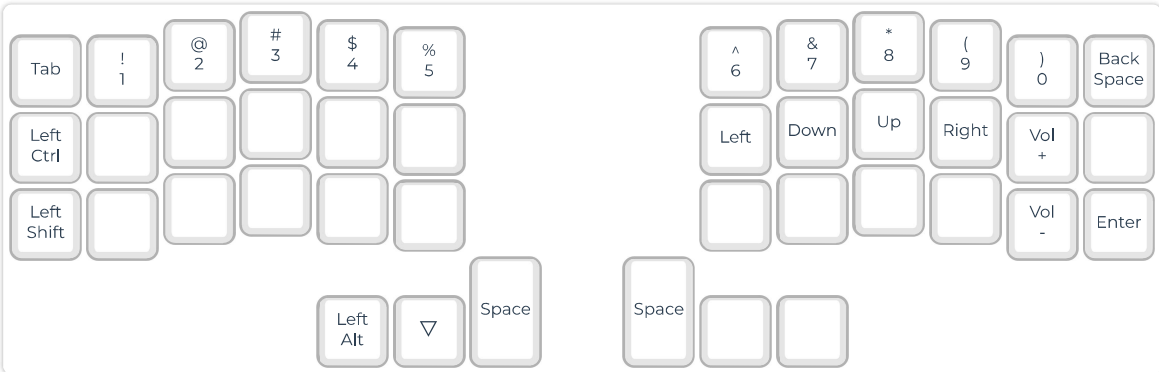 Tab
!
1
@
2
#
3
$
4
%
5
^
6
&
7
*
8
(
9
)
0
Back
Space
Left
Ctrl
Left
Down
Up
Right
Vol
+
Left
Shift
Vol
-
Enter
Left
Alt
▽
Space
Space